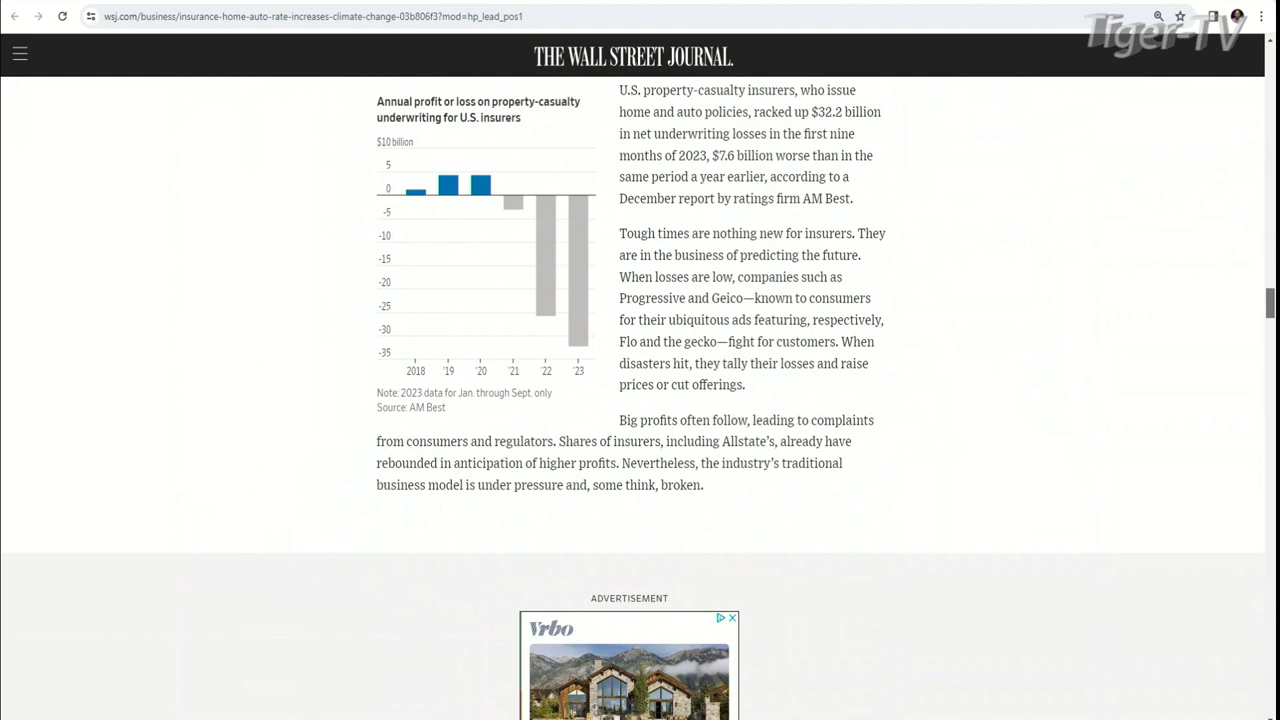 wsj.com/business/insurance-home-auto-rate-increases-climate-change-03b806f3?mod=hp_lead_pos1
Tiger-TV
THE WALL STREET JOURNAL.
Annual profit or loss on property-casualty
underwriting for U.S. insurers
$10 billion
5
0
-5
-10
-15
-20
-25
-30
-35
2018 '19 '20 '21 '22 '23
Note: 2023 data for Jan. through Sept. only
Source: AM Best
U.S. property-casualty insurers, who issue
home and auto policies, racked up $32.2 billion
in net underwriting losses in the first nine
months of 2023, $7.6 billion worse than in the
same period a year earlier, according to a
December report by ratings firm AM Best.
Tough times are nothing new for insurers. They
are in the business of predicting the future.
When losses are low, companies such as
Progressive and Geico—known to consumers
for their ubiquitous ads featuring, respectively,
Flo and the gecko—fight for customers. When
disasters hit, they tally their losses and raise
prices or cut offerings.
Big profits often follow, leading to complaints
from consumers and regulators. Shares of insurers, including Allstate's, already have
rebounded in anticipation of higher profits. Nevertheless, the industry's traditional
business model is under pressure and, some think, broken.
ADVERTISEMENT
Vrbo